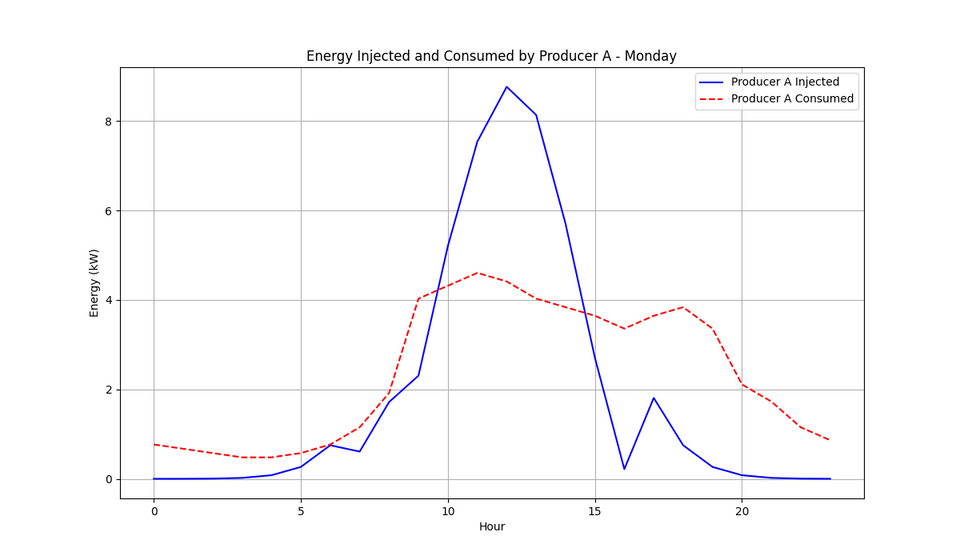 Energy Injected and Consumed by Producer A - Monday
Producer A Injected
Producer A Consumed
Energy (kW)
8
6
4
2
0
0
5
10
15
20
Hour